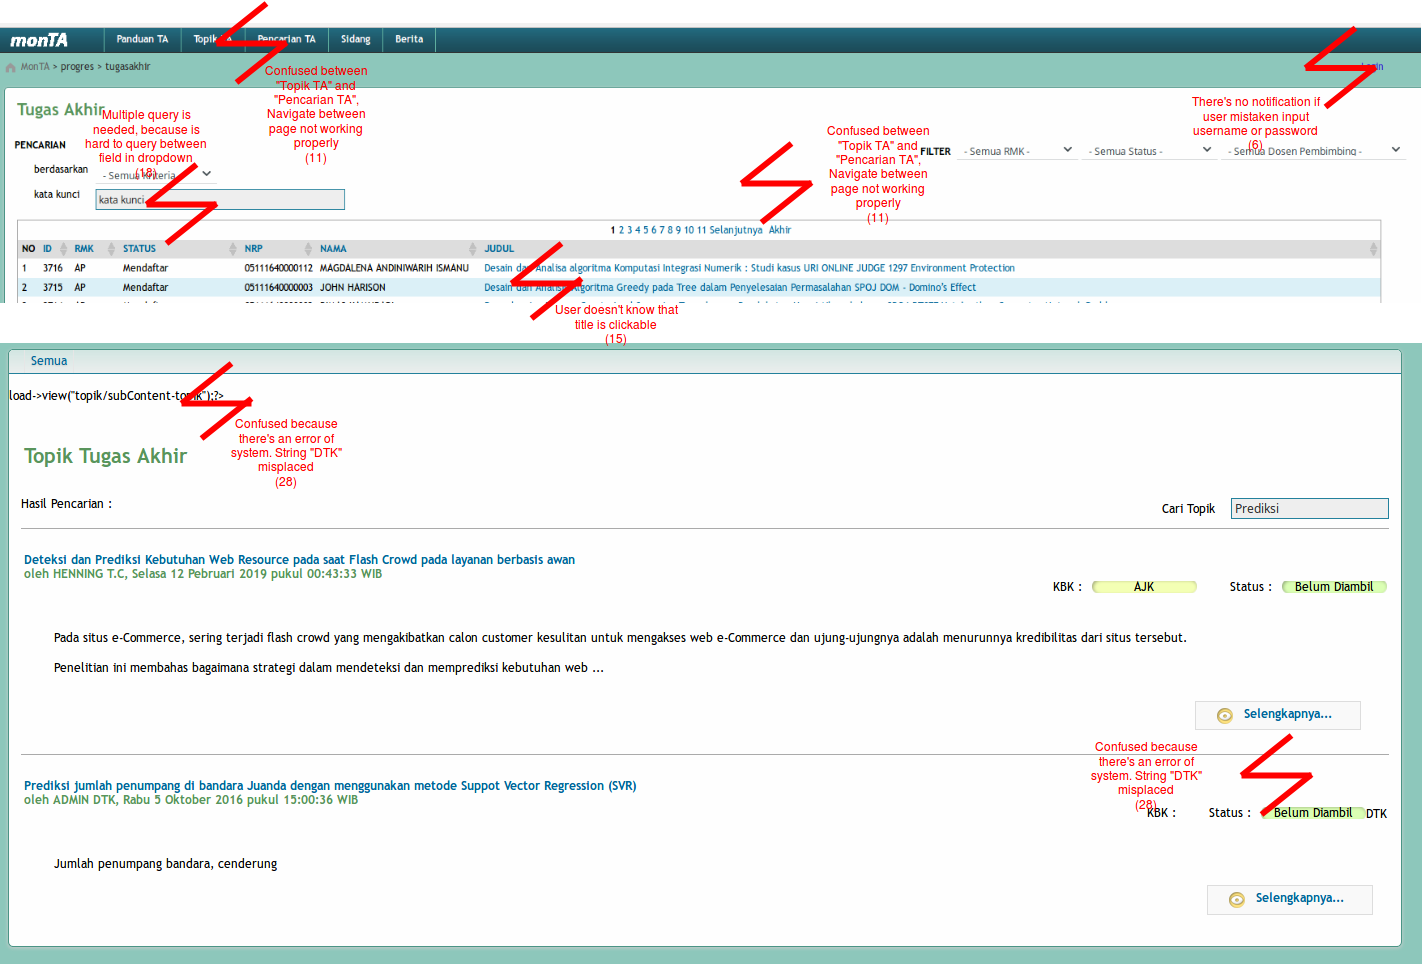 monTA
Panduan TA
Topik TA
Pencarian TA
Sidang
Berita
MonTA > progres > tugasakhir
Login
Confused between
"Topik TA" and
"Pencarian TA",
Navigate between
page not working
properly
(11)
There's no notification if
user mistaken input
username or password
(6)
Tugas Akhir
Multiple query is
needed, because is
hard to query between
field in dropdown
(18)
Confused between
"Topik TA" and
"Pencarian TA",
Navigate between
page not working
properly
(11)
PENCARIAN
FILTER
- Semua RMK -
- Semua Status -
- Semua Dosen Pembimbing -
berdasarkan
- Semua Kriteria -
kata kunci
kata kunci
1 2 3 4 5 6 7 8 9 10 11 Selanjutnya Akhir
NO ID RMK STATUS NRP NAMA JUDUL
1 3716 AP Mendaftar 05111640000112 MAGDALENA ANDINIWARIH ISMANU Desain dan Analisa algoritma Komputasi Integrasi Numerik : Studi kasus URI ONLINE JUDGE 1297 Environment Protection
2 3715 AP Mendaftar 05111640000003 JOHN HARISON Desain dan Analisis Algoritma Greedy pada Tree dalam Penyelesaian Permasalahan SPOJ DOM - Domino's Effect
User doesn't know that
title is clickable
(15)
Semua
load->view("topik/subContent-topik");?>
Confused because
there's an error of
system. String "DTK"
misplaced
(28)
Topik Tugas Akhir
Hasil Pencarian :
Cari Topik
Prediksi
Deteksi dan Prediksi Kebutuhan Web Resource pada saat Flash Crowd pada layanan berbasis awan
oleh HENNING T.C, Selasa 12 Pebruari 2019 pukul 00:43:33 WIB
KBK : AJK Status : Belum Diambil
Pada situs e-Commerce, sering terjadi flash crowd yang mengakibatkan calon customer kesulitan untuk mengakses web e-Commerce dan ujung-ujungnya adalah menurunnya kredibilitas dari situs tersebut.
Penelitian ini membahas bagaimana strategi dalam mendeteksi dan memprediksi kebutuhan web ...
Selengkapnya...
Confused because
there's an error of
system. String "DTK"
misplaced
(28)
Prediksi jumlah penumpang di bandara Juanda dengan menggunakan metode Suppot Vector Regression (SVR)
oleh ADMIN DTK, Rabu 5 Oktober 2016 pukul 15:00:36 WIB
KBK : Status : Belum Diambil DTK
Jumlah penumpang bandara, cenderung
Selengkapnya...